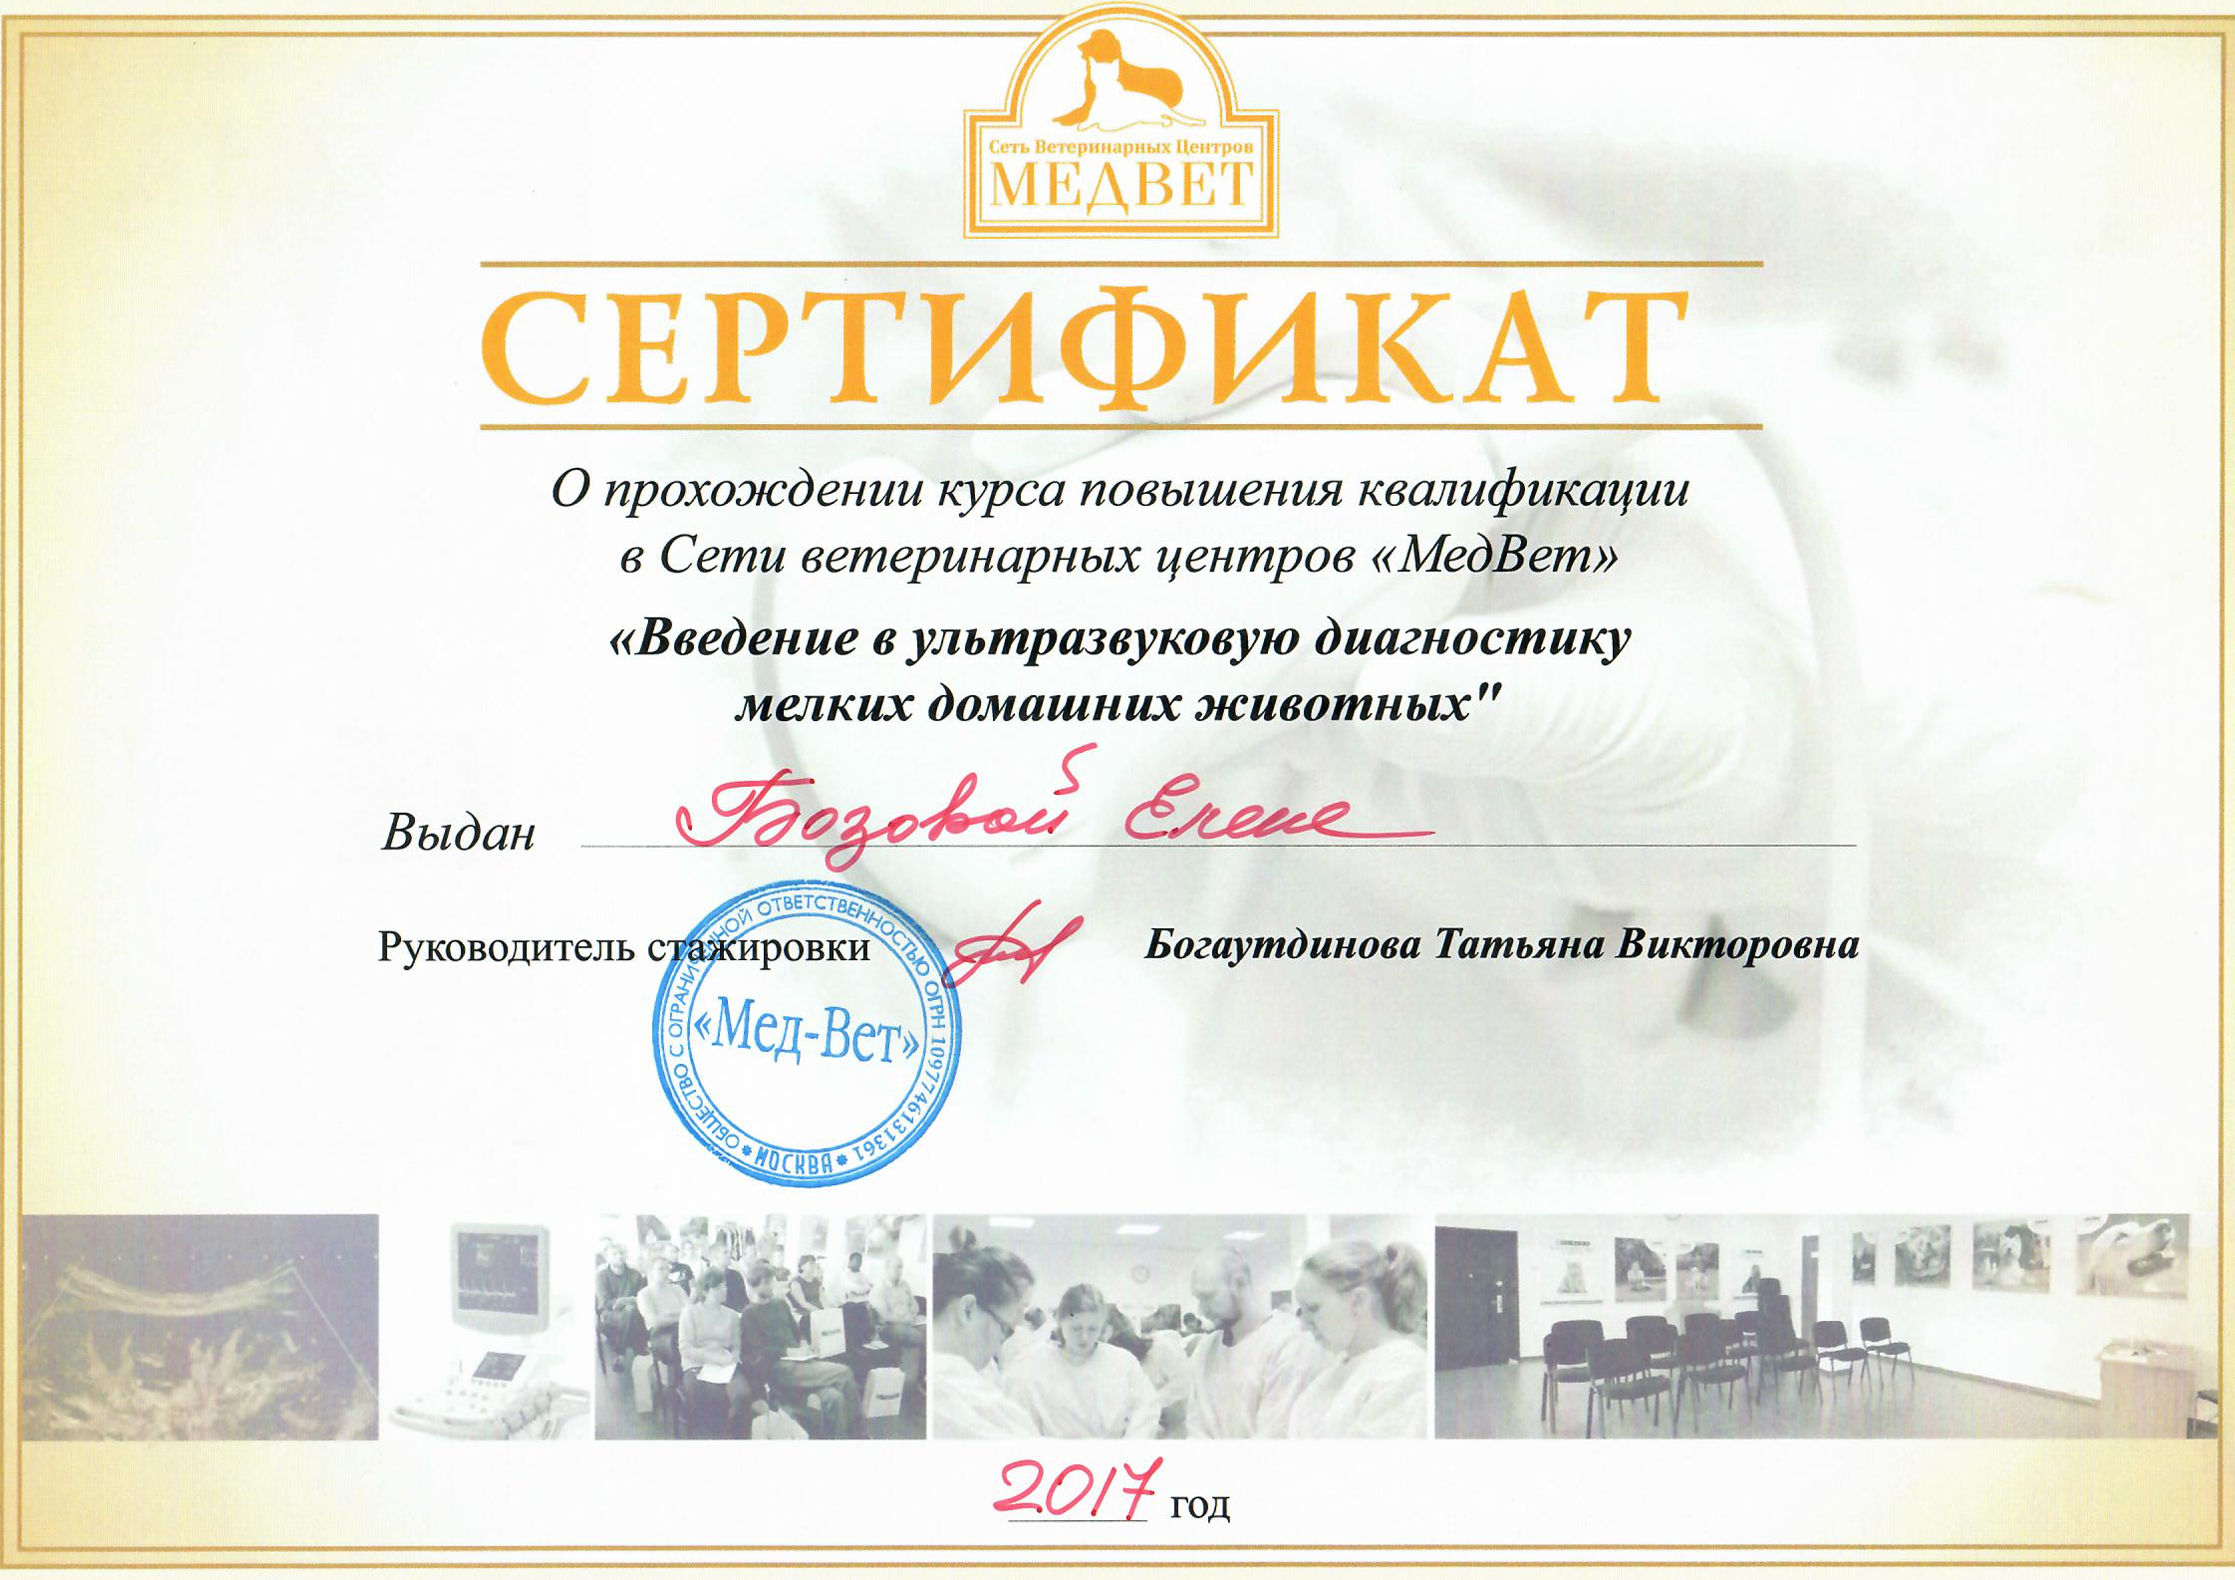 Сеть Ветеринарных Центров
МЕДВЕТ
СЕРТИФИКАТ
О прохождении курса повышения квалификации
в Сети ветеринарных центров «МедВет»
«Введение в ультразвуковую диагностику
мелких домашних животных"
Выдан Бозовой Елене
Руководитель стажировки Богаутдинова Татьяна Викторовна
ОБЩЕСТВО С ОГРАНИЧЕННОЙ ОТВЕТСТВЕННОСТЬЮ ОГРН 1097746131361
«Мед-Вет»
* МОСКВА *
2017 год